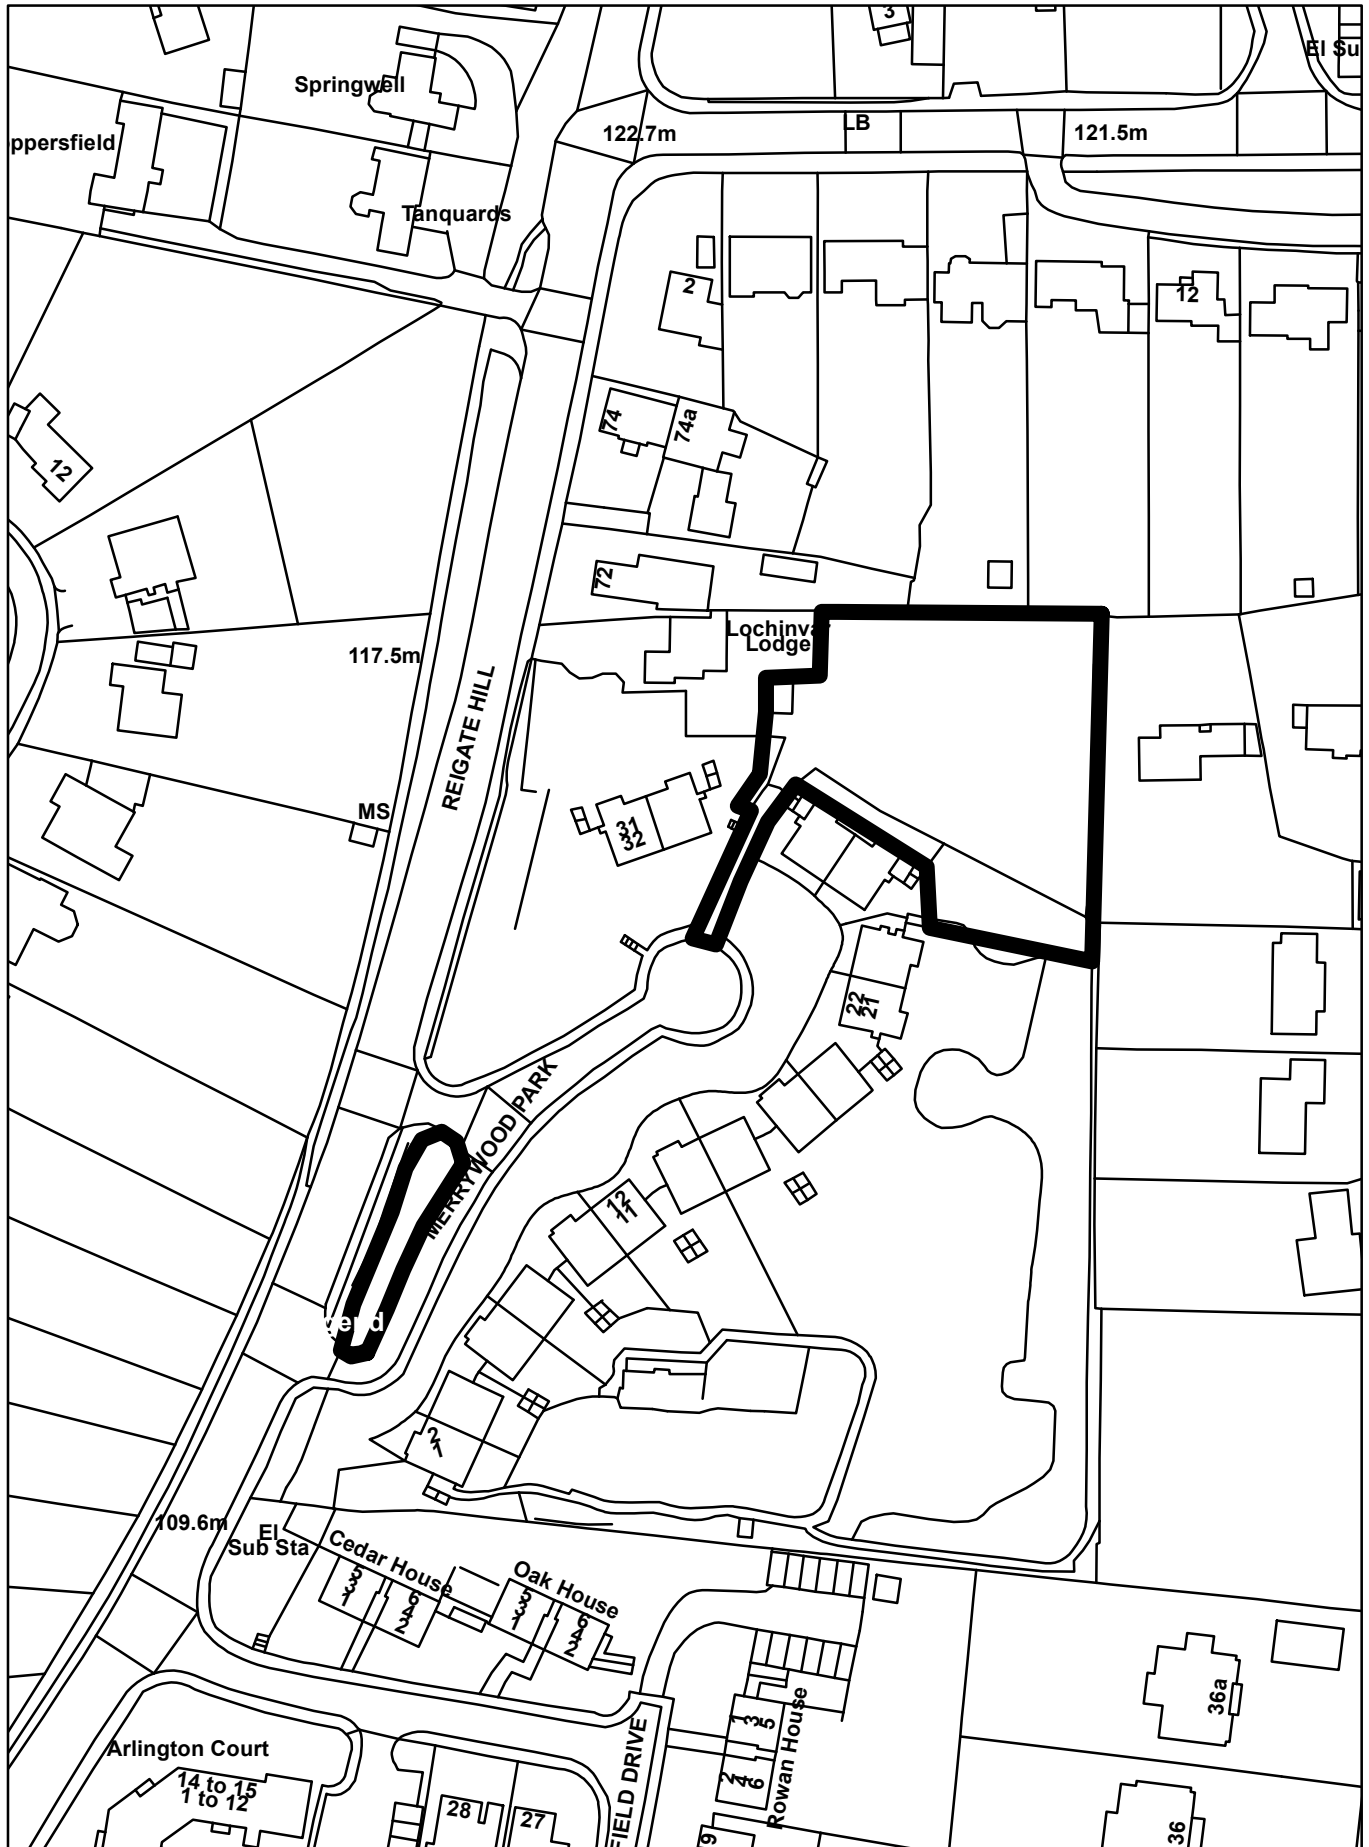 3
El Su
Springwell
LB
122.7m
121.5m
ppersfield
Tanquards
2
12
74
74a
12
72
Lochinva
Lodge
117.5m
REIGATE HILL
MS
31
32
22
21
MERRYWOOD PARK
12
11
gend
2
1
109.6m
El
Sub Sta
Cedar House
Oak House
5
3
1
6
4
2
5
3
1
6
4
2
Rowan House
1
3
5
2
4
6
36a
FIELD DRIVE
Arlington Court
14 to 15
1 to 12
28
27
9
36